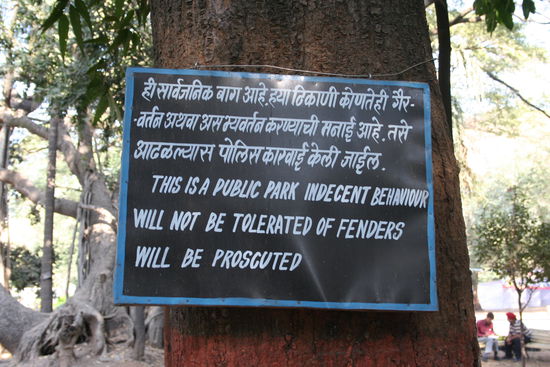 ही सार्वजनिक बाग आहे. ह्या ठिकाणी कोणतेही गैर-
-वर्तन अथवा असभ्यवर्तन करण्याची मनाई आहे. तसे
आढळल्यास पोलिस कारवाई केली जाईल.
THIS IS A PUBLIC PARK INDECENT BEHAVIOUR
WILL NOT BE TOLERATED OF FENDERS
WILL BE PROSCUTED